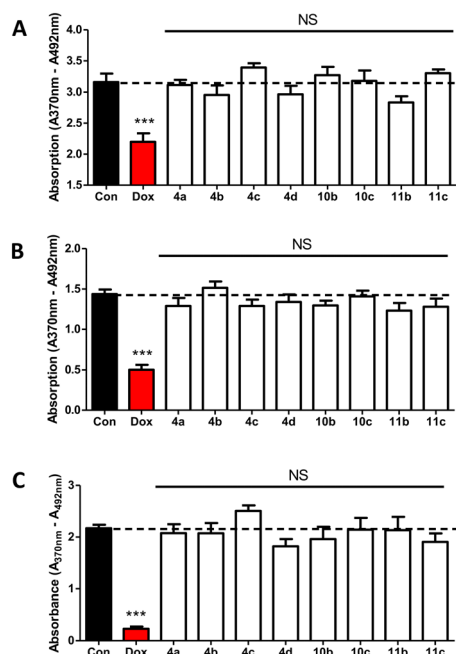 A
NS
Absorption (A370nm - A492nm)
4.0
3.5
3.0
2.5
2.0
1.5
***
Con Dox 4a 4b 4c 4d 10b 10c 11b 11c
B
NS
Absorption (A370nm - A492nm)
2.0
1.5
1.0
0.5
0.0
***
Con Dox 4a 4b 4c 4d 10b 10c 11b 11c
C
NS
Absorbance (A370nm - A492nm)
3
2
1
0
***
Con Dox 4a 4b 4c 4d 10b 10c 11b 11c